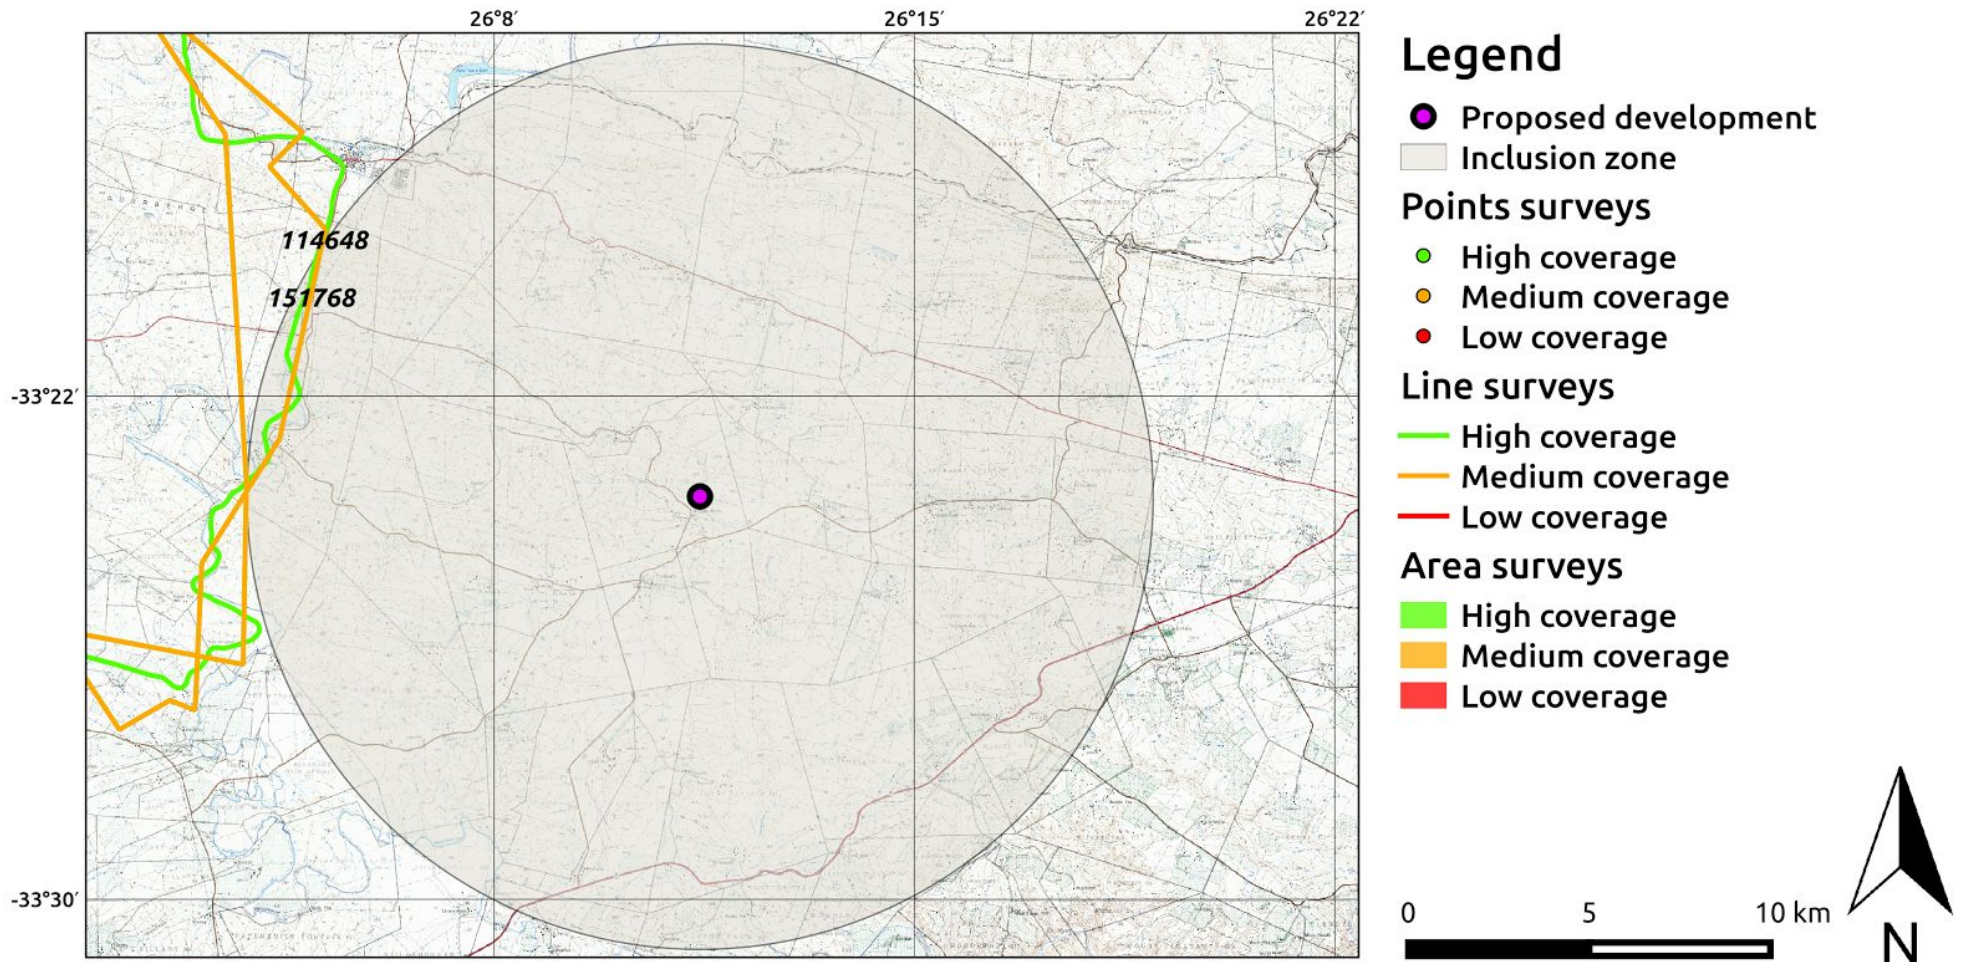 26°8′ 26°15′ 26°22′
Legend
Proposed development
Inclusion zone
Points surveys
High coverage
Medium coverage
Low coverage
Line surveys
High coverage
Medium coverage
Low coverage
Area surveys
High coverage
Medium coverage
Low coverage
114648
151768
-33°22′
-33°30′
0 5 10 km
N